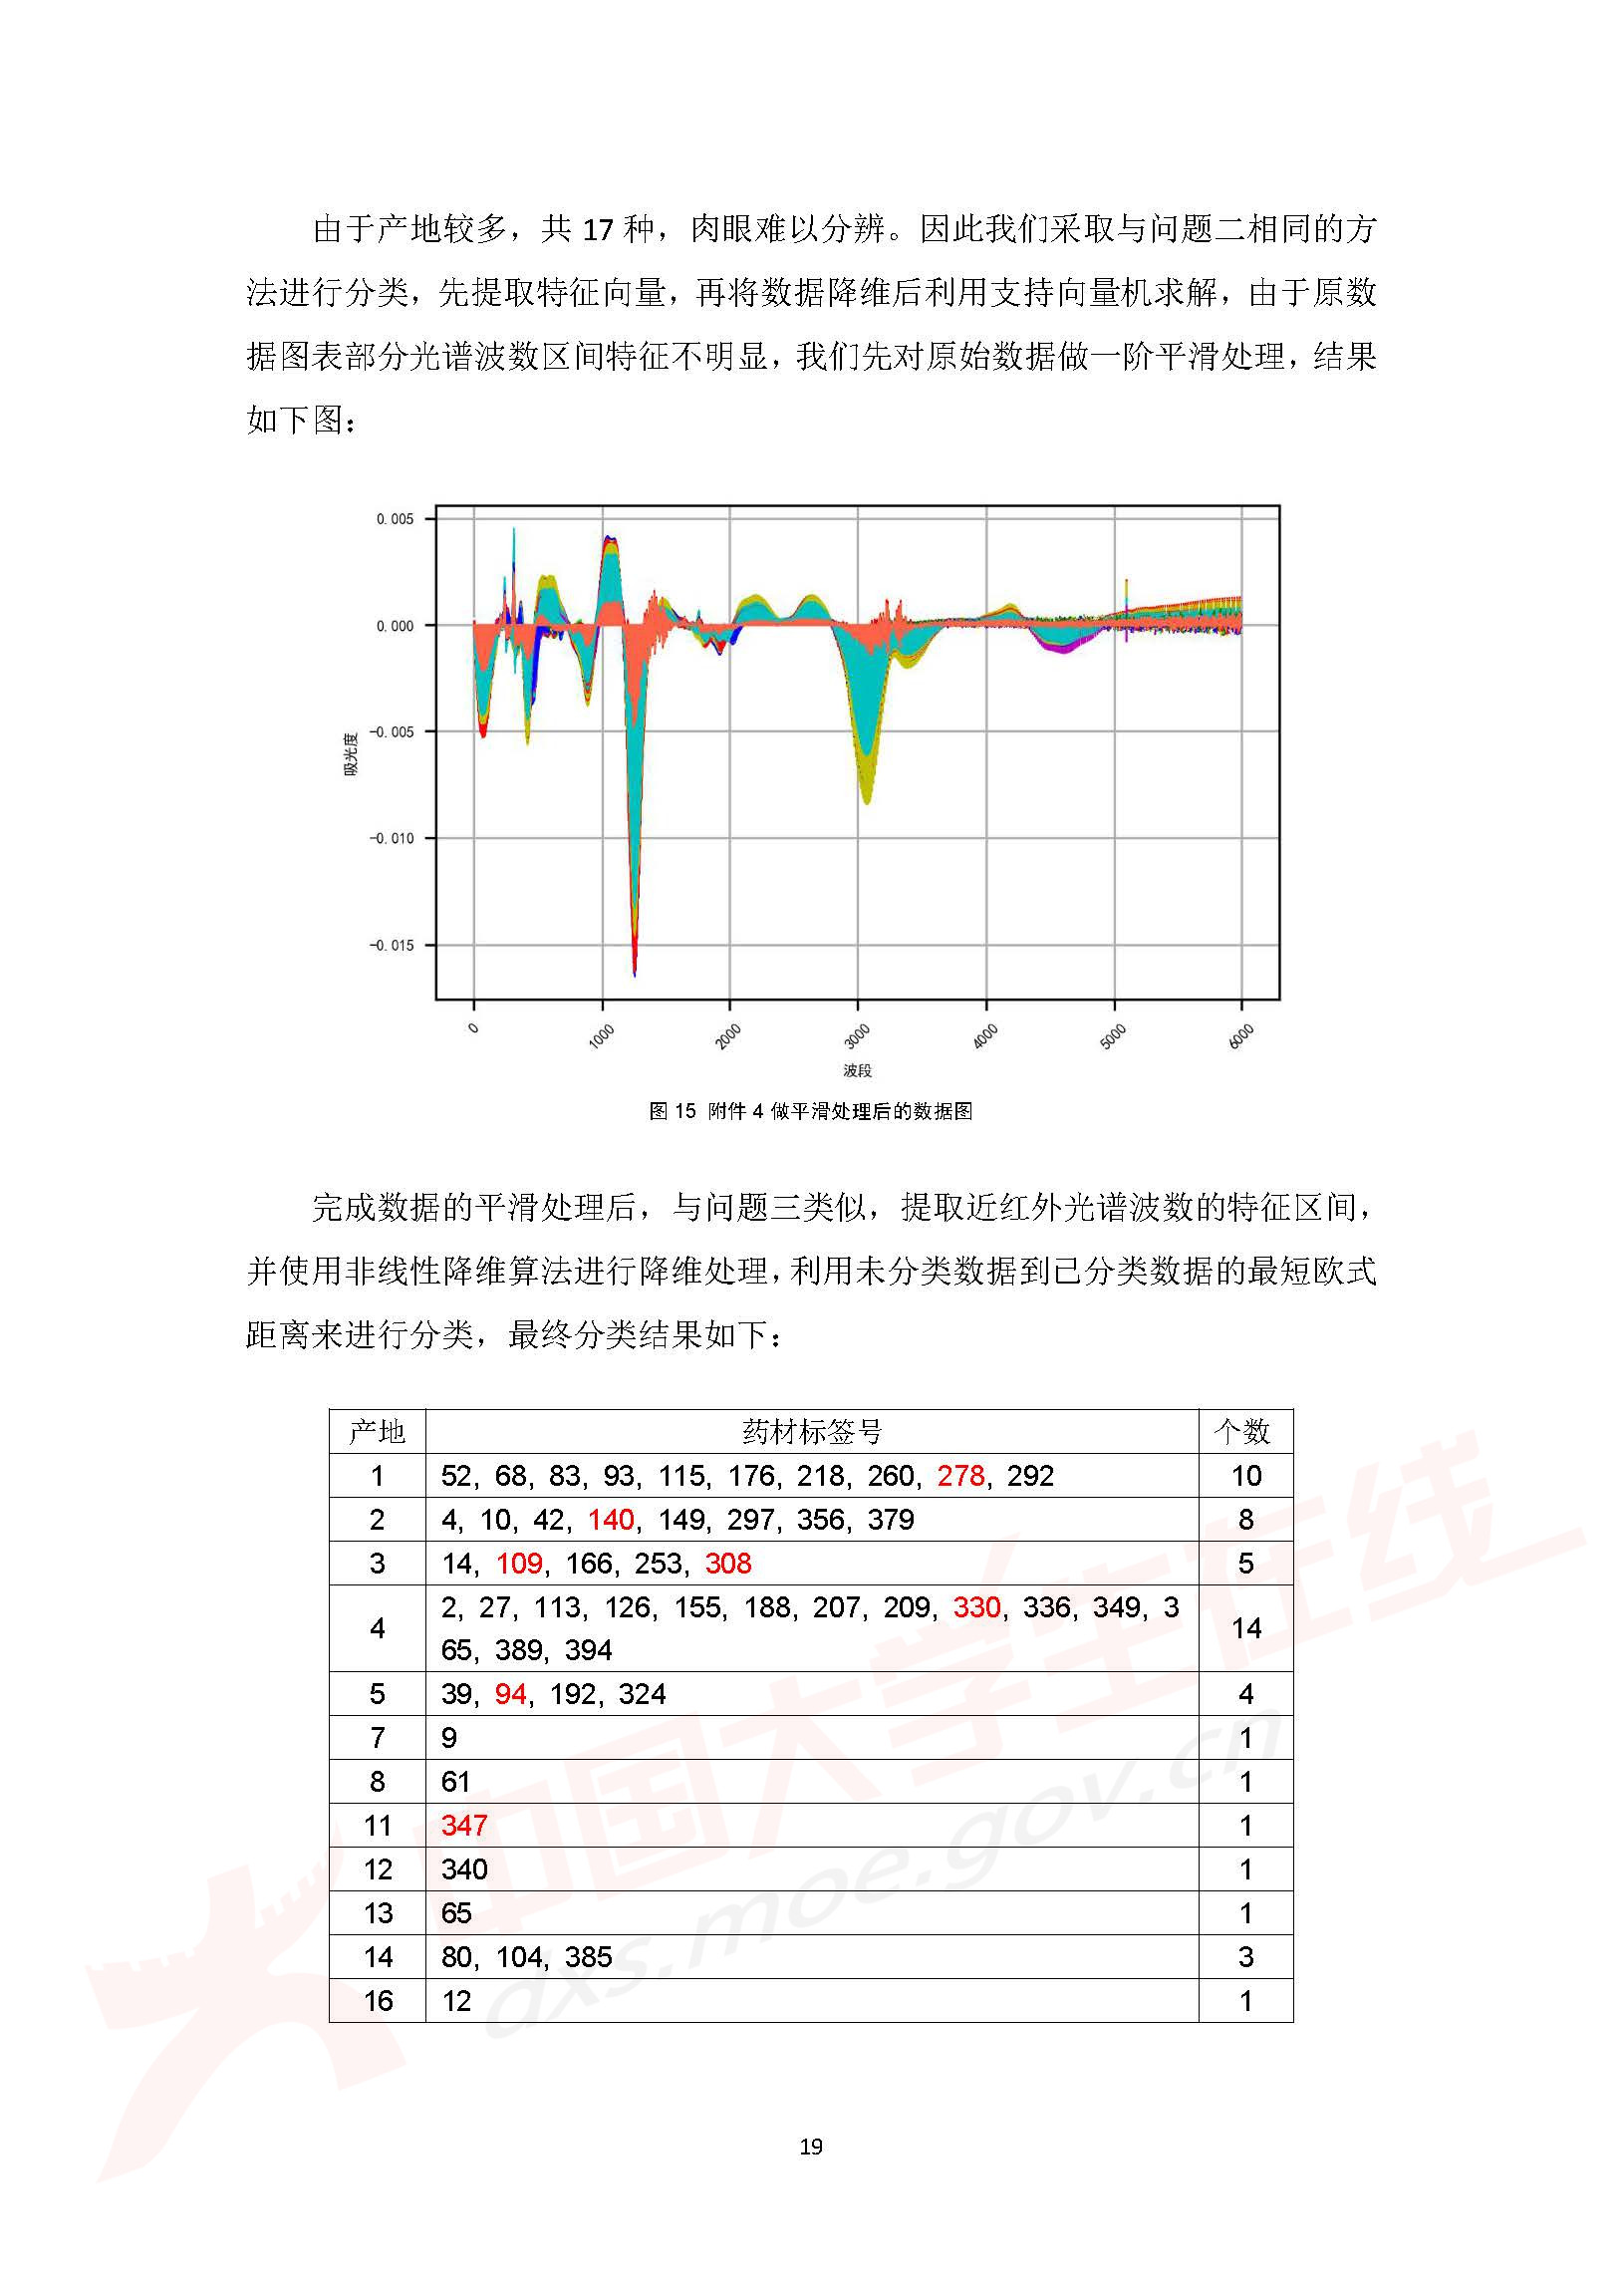 由于产地较多，共 17 种，肉眼难以分辨。因此我们采取与问题二相同的方
法进行分类，先提取特征向量，再将数据降维后利用支持向量机求解，由于原数
据图表部分光谱波数区间特征不明显，我们先对原始数据做一阶平滑处理，结果
如下图：
0.005
0.000
−0.005
−0.010
−0.015
吸光度
0 1000 2000 3000 4000 5000 6000
波段
图 15 附件 4 做平滑处理后的数据图
完成数据的平滑处理后，与问题三类似，提取近红外光谱波数的特征区间，
并使用非线性降维算法进行降维处理，利用未分类数据到已分类数据的最短欧式
距离来进行分类，最终分类结果如下：
产地 药材标签号 个数
1 52, 68, 83, 93, 115, 176, 218, 260, 278, 292 10
2 4, 10, 42, 140, 149, 297, 356, 379 8
3 14, 109, 166, 253, 308 5
4 2, 27, 113, 126, 155, 188, 207, 209, 330, 336, 349, 3 14
65, 389, 394
5 39, 94, 192, 324 4
7 9 1
8 61 1
11 347 1
12 340 1
13 65 1
14 80, 104, 385 3
16 12 1
中国大学生在线
dxs.moe.gov.cn
19